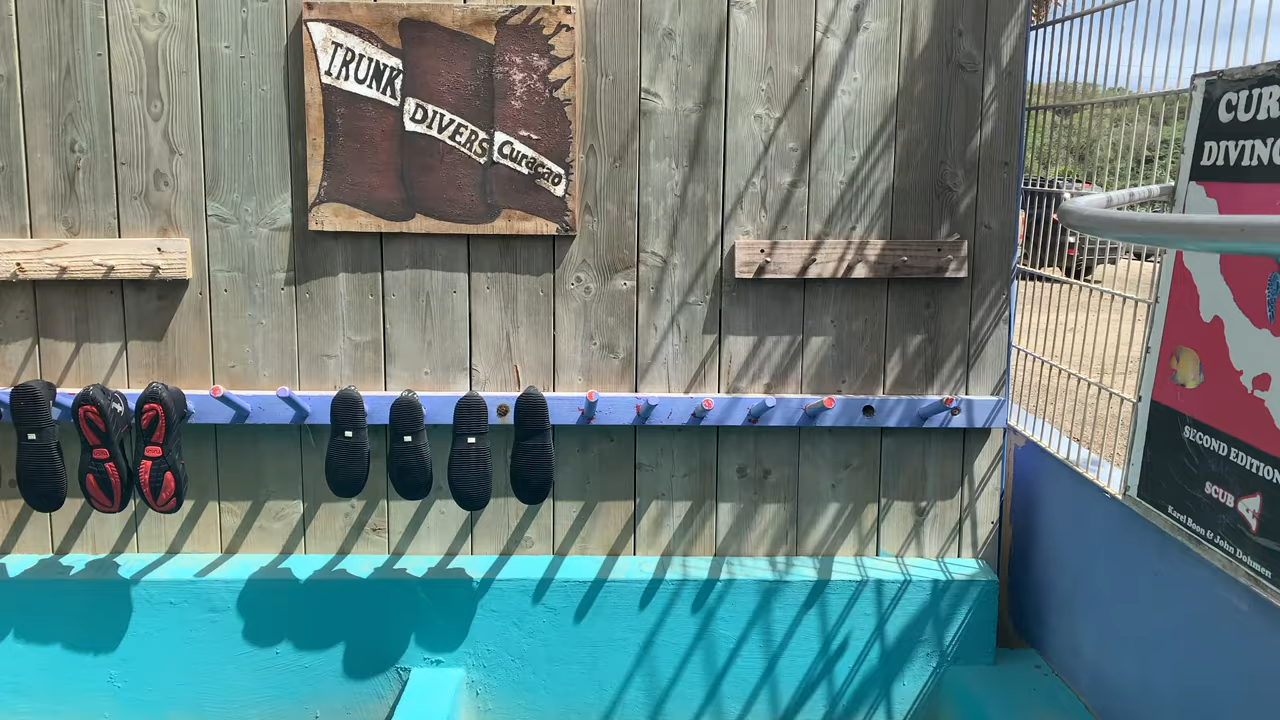 TRUNK
DIVERS
Curaçao
CUR
DIVING
SECOND EDITION
SCUB
Karel Boon & John Dohmen